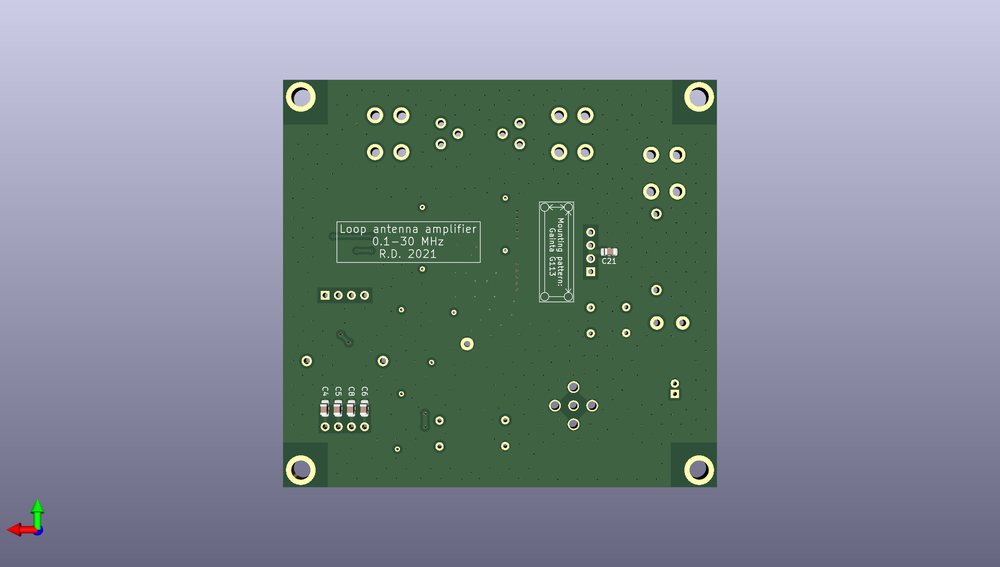 Loop antenna amplifier
0.1-30 MHz
R.D. 2021
Mounting pattern:
Gainta G113
C21
C4
C5
C8
C6